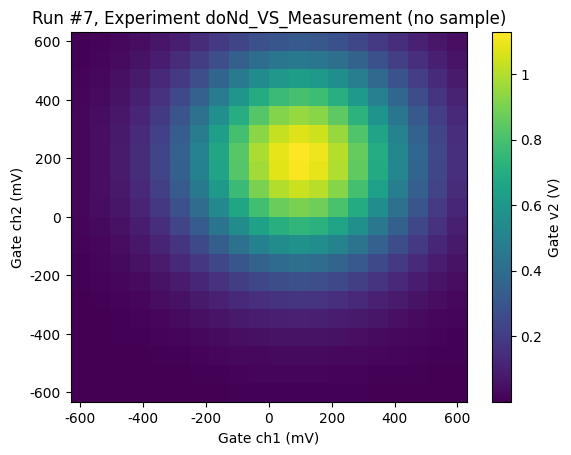 Run #7, Experiment doNd_VS_Measurement (no sample)
600
400
200
0
-200
-400
-600
Gate ch2 (mV)
-600 -400 -200 0 200 400 600
Gate ch1 (mV)
1
0.8
0.6
0.4
0.2
Gate v2 (V)